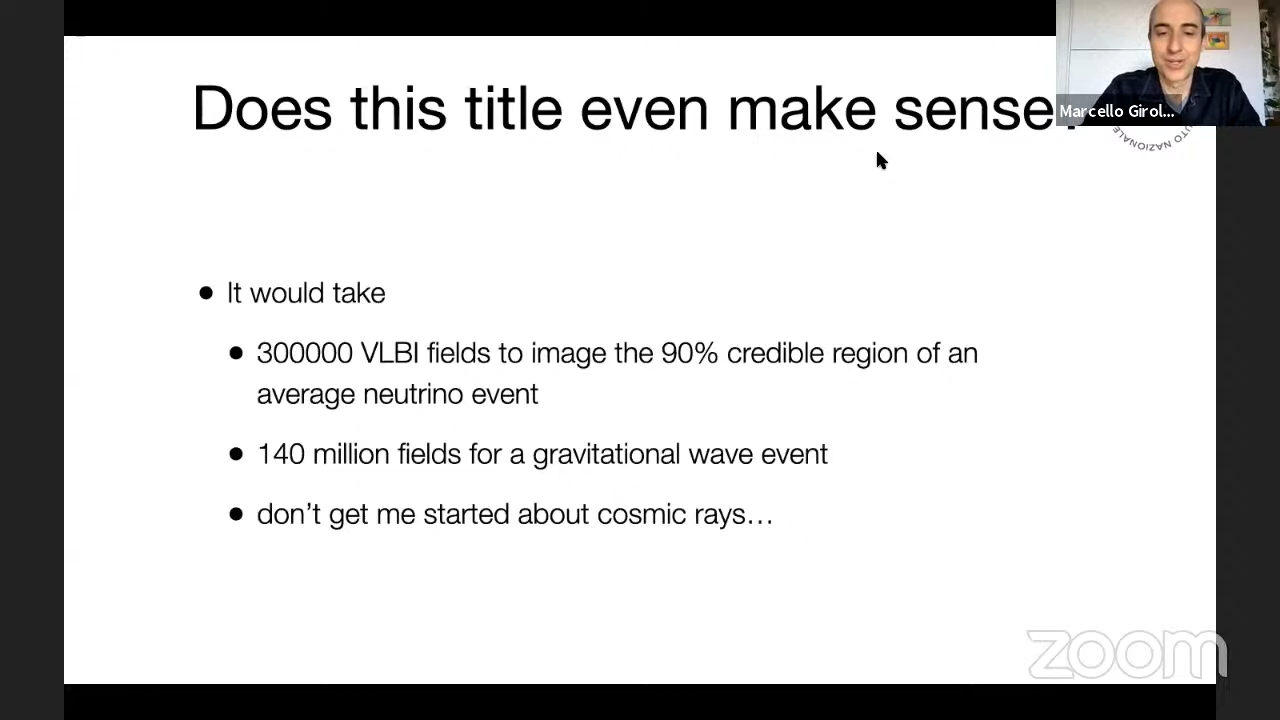 Does this title even make sense?
Marcello Girol...
UTO NAZIONALE
• It would take
• 300000 VLBI fields to image the 90% credible region of an
average neutrino event
• 140 million fields for a gravitational wave event
• don't get me started about cosmic rays...
zoom